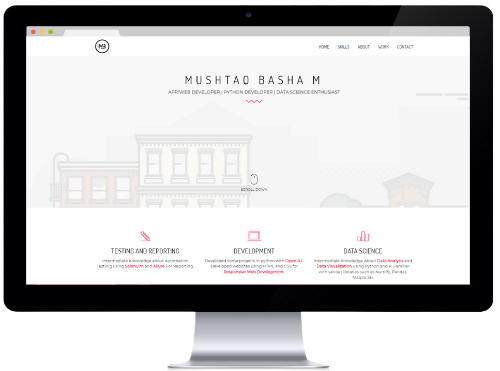 MB
HOME SKILLS ABOUT WORK CONTACT
MUSHTAQ BASHA M
APP/WEB DEVELOPER | PYTHON DEVELOPER | DATA SCIENCE ENTHUSIAST
SCROLL DOWN
TESTING AND REPORTING
Intermediate Knowledge about Automation
Testing using Selenium and Allure For Reporting.
DEVELOPMENT
Developed some projects in python with Open AI.
Developed websites using HTML and CSS for
Responsive Web Development.
DATA SCIENCE
Intermediate knowledge about Data Analysis and
Data Visualization using Python and R. Familiar
with various libraries such as NumPy, Pandas,
Matplotlib.